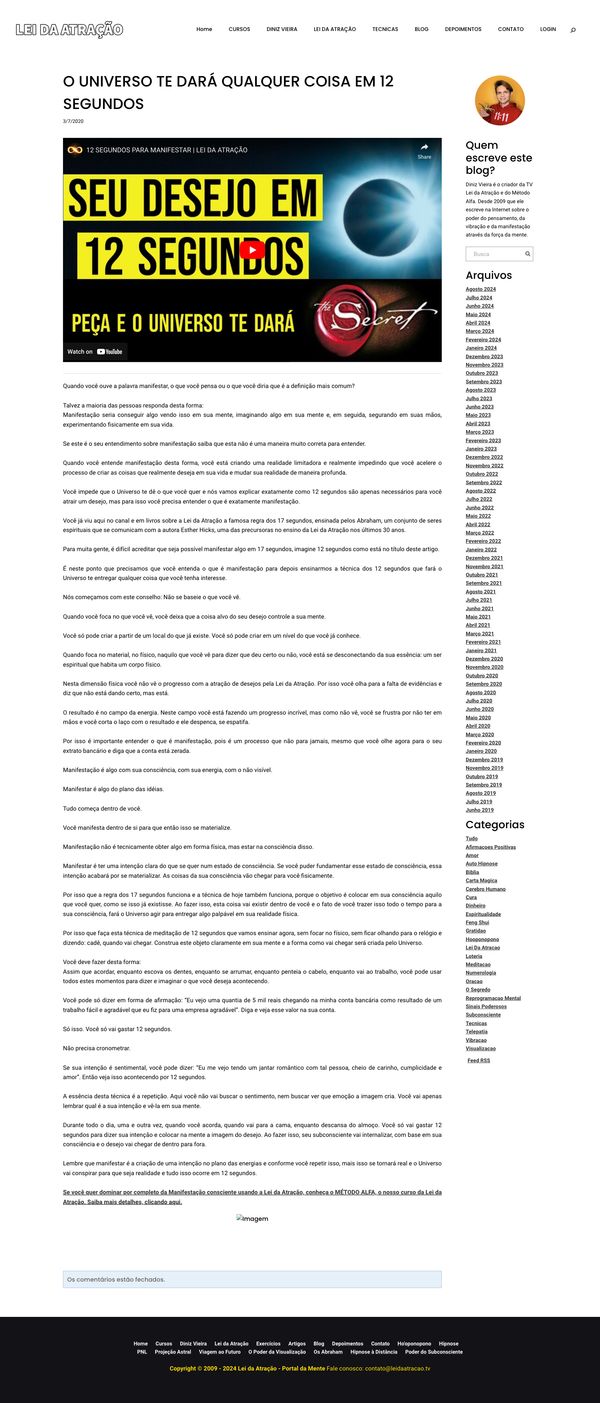 LEI DA ATRAÇÃO
Home CURSOS DINIZ VIEIRA LEI DA ATRAÇÃO TECNICAS BLOG DEPOIMENTOS CONTATO LOGIN
O UNIVERSO TE DARÁ QUALQUER COISA EM 12
SEGUNDOS
3/7/2020
12 SEGUNDOS PARA MANIFESTAR | LEI DA ATRAÇÃO
Share
SEU DESEJO EM
12 SEGUNDOS
PEÇA E O UNIVERSO TE DARÁ
the Secret
Watch on YouTube
Quando você ouve a palavra manifestar, o que você pensa ou o que você diria que é a definição mais comum?
Talvez a maioria das pessoas responda desta forma:
Manifestação seria conseguir algo vendo isso em sua mente, imaginando algo em sua mente e, em seguida, segurando em suas mãos,
experimentando fisicamente em sua vida.
Se este é o seu entendimento sobre manifestação saiba que esta não é uma maneira muito correta para entender.
Quando você entende manifestação desta forma, você está criando uma realidade limitadora e realmente impedindo que você acelere o
processo de criar as coisas que realmente deseja em sua vida e mudar sua realidade de maneira profunda.
Você impede que o Universo te dê o que você quer e nós vamos explicar exatamente como 12 segundos são apenas necessários para você
atrair um desejo, mas para isso você precisa entender o que é exatamente manifestação.
Você já viu aqui no canal e em livros sobre a Lei da Atração a famosa regra dos 17 segundos, ensinada pelos Abraham, um conjunto de seres
espirituais que se comunicam com a autora Esther Hicks, uma das precursoras no ensino da Lei da Atração nos últimos 30 anos.
Para muita gente, é difícil acreditar que seja possível manifestar algo em 17 segundos, imagine 12 segundos como está no título deste artigo.
É neste ponto que precisamos que você entenda o que é manifestação para depois ensinarmos a técnica dos 12 segundos que fará o
Universo te entregar qualquer coisa que você tenha interesse.
Nós começamos com este conselho: Não se baseie o que você vê.
Quando você foca no que você vê, você deixa que a coisa alvo do seu desejo controle a sua mente.
Você só pode criar a partir de um local do que já existe. Você só pode criar em um nível do que você já conhece.
Quando foca no material, no físico, naquilo que você vê para dizer que deu certo ou não, você está se desconectando da sua essência: um ser
espiritual que habita um corpo físico.
Nesta dimensão física você não vê o progresso com a atração de desejos pela Lei da Atração. Por isso você olha para a falta de evidências e
diz que não está dando certo, mas está.
O resultado é no campo da energia. Neste campo você está fazendo um progresso incrível, mas como não vê, você se frustra por não ter em
mãos e você corta o laço com o resultado e ele despenca, se espatifa.
Por isso é importante entender o que é manifestação, pois é um processo que não para jamais, mesmo que você olhe agora para o seu
extrato bancário e diga que a conta está zerada.
Manifestação é algo com sua consciência, com sua energia, com o não visível.
Manifestar é algo do plano das idéias.
Tudo começa dentro de você.
Você manifesta dentro de si para que então isso se materialize.
Manifestação não é tecnicamente obter algo em forma física, mas estar na consciência disso.
Manifestar é ter uma intenção clara do que se quer num estado de consciência. Se você puder fundamentar esse estado de consciência, essa
intenção acabará por se materializar. As coisas da sua consciência vão chegar para você fisicamente.
Por isso que a regra dos 17 segundos funciona e a técnica de hoje também funciona, porque o objetivo é colocar em sua consciência aquilo
que você quer, como se isso já existisse. Ao fazer isso, esta coisa vai existir dentro de você e o fato de você trazer isso todo o tempo para a
sua consciência, fará o Universo agir para entregar algo palpável em sua realidade física.
Por isso que faça esta técnica de meditação de 12 segundos que vamos ensinar agora, sem focar no físico, sem ficar olhando para o relógio e
dizendo: cadê, quando vai chegar. Construa este objeto claramente em sua mente e a forma como vai chegar será criada pelo Universo.
Você deve fazer desta forma:
Assim que acordar, enquanto escova os dentes, enquanto se arrumar, enquanto penteia o cabelo, enquanto vai ao trabalho, você pode usar
todos estes momentos para dizer e imaginar o que você deseja acontecendo.
Você pode só dizer em forma de afirmação: “Eu vejo uma quantia de 5 mil reais chegando na minha conta bancária como resultado de um
trabalho fácil e agradável que eu fiz para uma empresa agradável”. Diga e veja esse valor na sua conta.
Só isso. Você só vai gastar 12 segundos.
Não precisa cronometrar.
Se sua intenção é sentimental, você pode dizer: “Eu me vejo tendo um jantar romântico com tal pessoa, cheio de carinho, cumplicidade e
amor”. Então veja isso acontecendo por 12 segundos.
A essência desta técnica é a repetição. Aqui você não vai buscar o sentimento, nem buscar ver que emoção a imagem cria. Você vai apenas
lembrar qual é a sua intenção e vê-la em sua mente.
Durante todo o dia, uma e outra vez, quando você acorda, quando vai para a cama, enquanto descansa do almoço. Você só vai gastar 12
segundos para dizer sua intenção e colocar na mente a imagem do desejo. Ao fazer isso, seu subconsciente vai internalizar, com base em sua
consciência e o desejo vai chegar de dentro para fora.
Lembre que manifestar é a criação de uma intenção no plano das energias e conforme você repetir isso, mais isso se tornará real e o Universo
vai conspirar para que seja realidade e tudo isso ocorre em 12 segundos.
Se você quer dominar por completo da Manifestação consciente usando a Lei da Atração, conheça o MÉTODO ALFA, o nosso curso da Lei da
Atração. Saiba mais detalhes, clicando aqui.
Imagem
Os comentários estão fechados.
11:11
Quem
escreve este
blog?
Diniz Vieira é o criador da TV
Lei da Atração e do Método
Alfa. Desde 2009 que ele
escreve na Internet sobre o
poder do pensamento, da
vibração e da manifestação
através da força da mente.
Busca
Arquivos
Agosto 2024
Julho 2024
Junho 2024
Maio 2024
Abril 2024
Março 2024
Fevereiro 2024
Janeiro 2024
Dezembro 2023
Novembro 2023
Outubro 2023
Setembro 2023
Agosto 2023
Julho 2023
Junho 2023
Maio 2023
Abril 2023
Março 2023
Fevereiro 2023
Janeiro 2023
Dezembro 2022
Novembro 2022
Outubro 2022
Setembro 2022
Agosto 2022
Julho 2022
Junho 2022
Maio 2022
Abril 2022
Março 2022
Fevereiro 2022
Janeiro 2022
Dezembro 2021
Novembro 2021
Outubro 2021
Setembro 2021
Agosto 2021
Julho 2021
Junho 2021
Maio 2021
Abril 2021
Março 2021
Fevereiro 2021
Janeiro 2021
Dezembro 2020
Novembro 2020
Outubro 2020
Setembro 2020
Agosto 2020
Julho 2020
Junho 2020
Maio 2020
Abril 2020
Março 2020
Fevereiro 2020
Janeiro 2020
Dezembro 2019
Novembro 2019
Outubro 2019
Setembro 2019
Agosto 2019
Julho 2019
Junho 2019
Categorias
Tudo
Afirmacoes Positivas
Amor
Auto Hipnose
Biblia
Carta Magica
Cerebro Humano
Cura
Dinheiro
Espiritualidade
Feng Shui
Gratidao
Hooponopono
Lei Da Atracao
Loteria
Meditacao
Numerologia
Oracao
O Segredo
Reprogramacao Mental
Sinais Poderosos
Subconsciente
Tecnicas
Telepatia
Vibracao
Visualizacao
Feed RSS
Home Cursos Diniz Vieira Lei da Atração Exercícios Artigos Blog Depoimentos Contato Ho'oponopono Hipnose
PNL Projeção Astral Viagem ao Futuro O Poder da Visualização Os Abraham Hipnose à Distância Poder do Subconsciente
Copyright © 2009 - 2024 Lei da Atração - Portal da Mente Fale conosco: contato@leidaatracao.tv